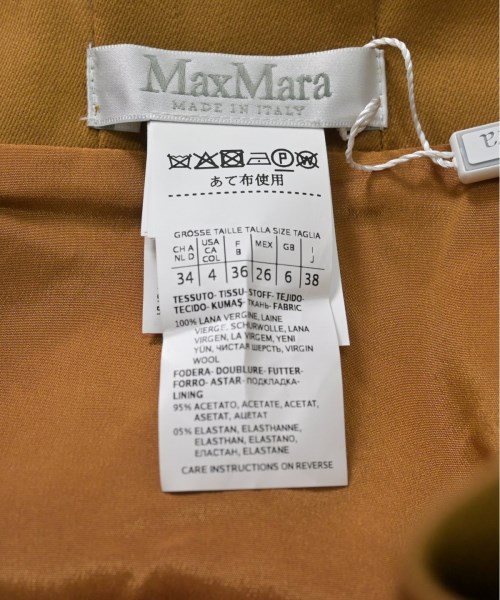 MaxMara
MADE IN ITALY
P
あて布使用
GRÖSSE TAILLE TALLA SIZE TAGLIA
CH A NL D USA CA COL F B MEX GB I J
34 4 36 26 6 38
TESSUTO- TISSU- STOFF- TEJIDO-
TECIDO- KUMAŞ- ТКАНЬ- FABRIC
100% LANA VERGINE, LAINE
VIERGE, SCHURWOLLE, LANA
VIRGEN, LA VIRGEM, YENI
YÜN, ЧИСТАЯ ШЕРСТЬ, VIRGIN
WOOL
FODERA- DOUBLURE- FUTTER-
FORRO- ASTAR- ПОДКЛАДКА-
LINING
95% ACETATO, ACETATE, ACETAT,
ASETAT, АЦЕТАТ
05% ELASTAN, ELASTHANNE,
ELASTHAN, ELASTANO,
ЕЛАСТАН, ELASTANE
CARE INSTRUCTIONS ON REVERSE